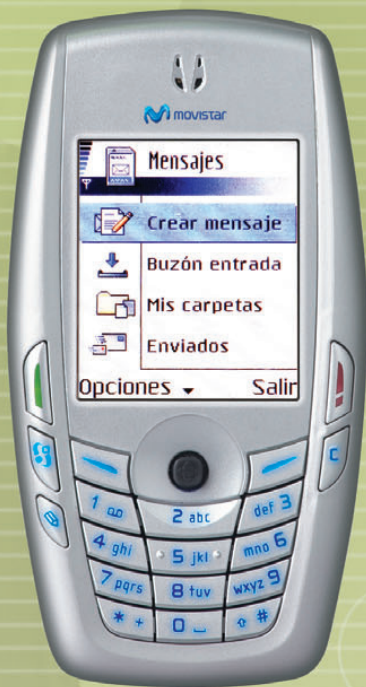 movistar
Mensajes
Crear mensaje
Buzón entrada
Mis carpetas
Enviados
Opciones Salir
C
1 2 abc def 3
4 ghi 5 jkl mno 6
7 pqrs 8 tuv wxyz 9
* + 0 #